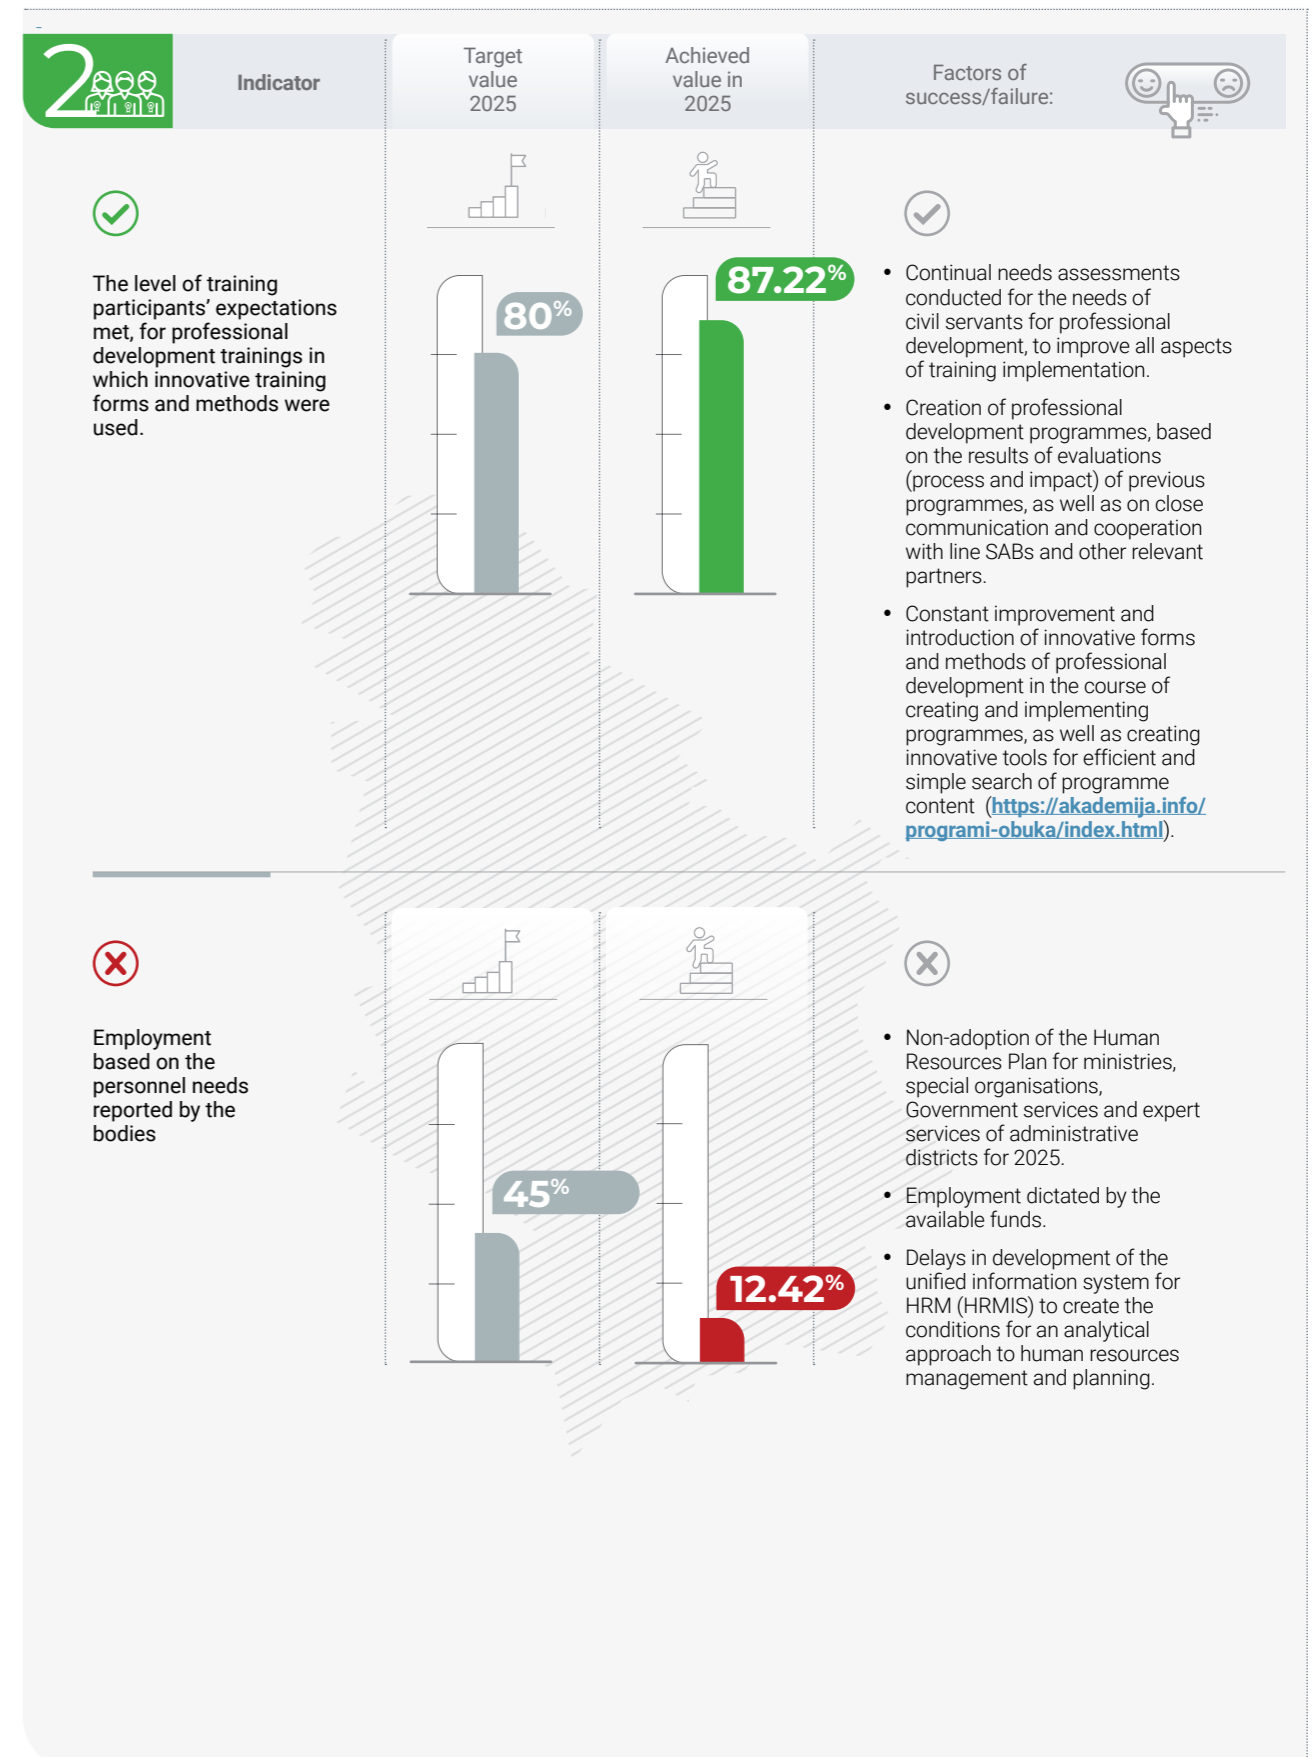 2
Indicator
Target
value
2025
Achieved
value in
2025
Factors of
success/failure:
The level of training
participants' expectations
met, for professional
development trainings in
which innovative training
forms and methods were
used.
80%
87.22%
• Continual needs assessments
conducted for the needs of
civil servants for professional
development, to improve all aspects
of training implementation.
• Creation of professional
development programmes, based
on the results of evaluations
(process and impact) of previous
programmes, as well as on close
communication and cooperation
with line SABs and other relevant
partners.
• Constant improvement and
introduction of innovative forms
and methods of professional
development in the course of
creating and implementing
programmes, as well as creating
innovative tools for efficient and
simple search of programme
content (https://akademija.info/
programi-obuka/index.html).
Employment
based on the
personnel needs
reported by the
bodies
45%
12.42%
• Non-adoption of the Human
Resources Plan for ministries,
special organisations,
Government services and expert
services of administrative
districts for 2025.
• Employment dictated by the
available funds.
• Delays in development of the
unified information system for
HRM (HRMIS) to create the
conditions for an analytical
approach to human resources
management and planning.